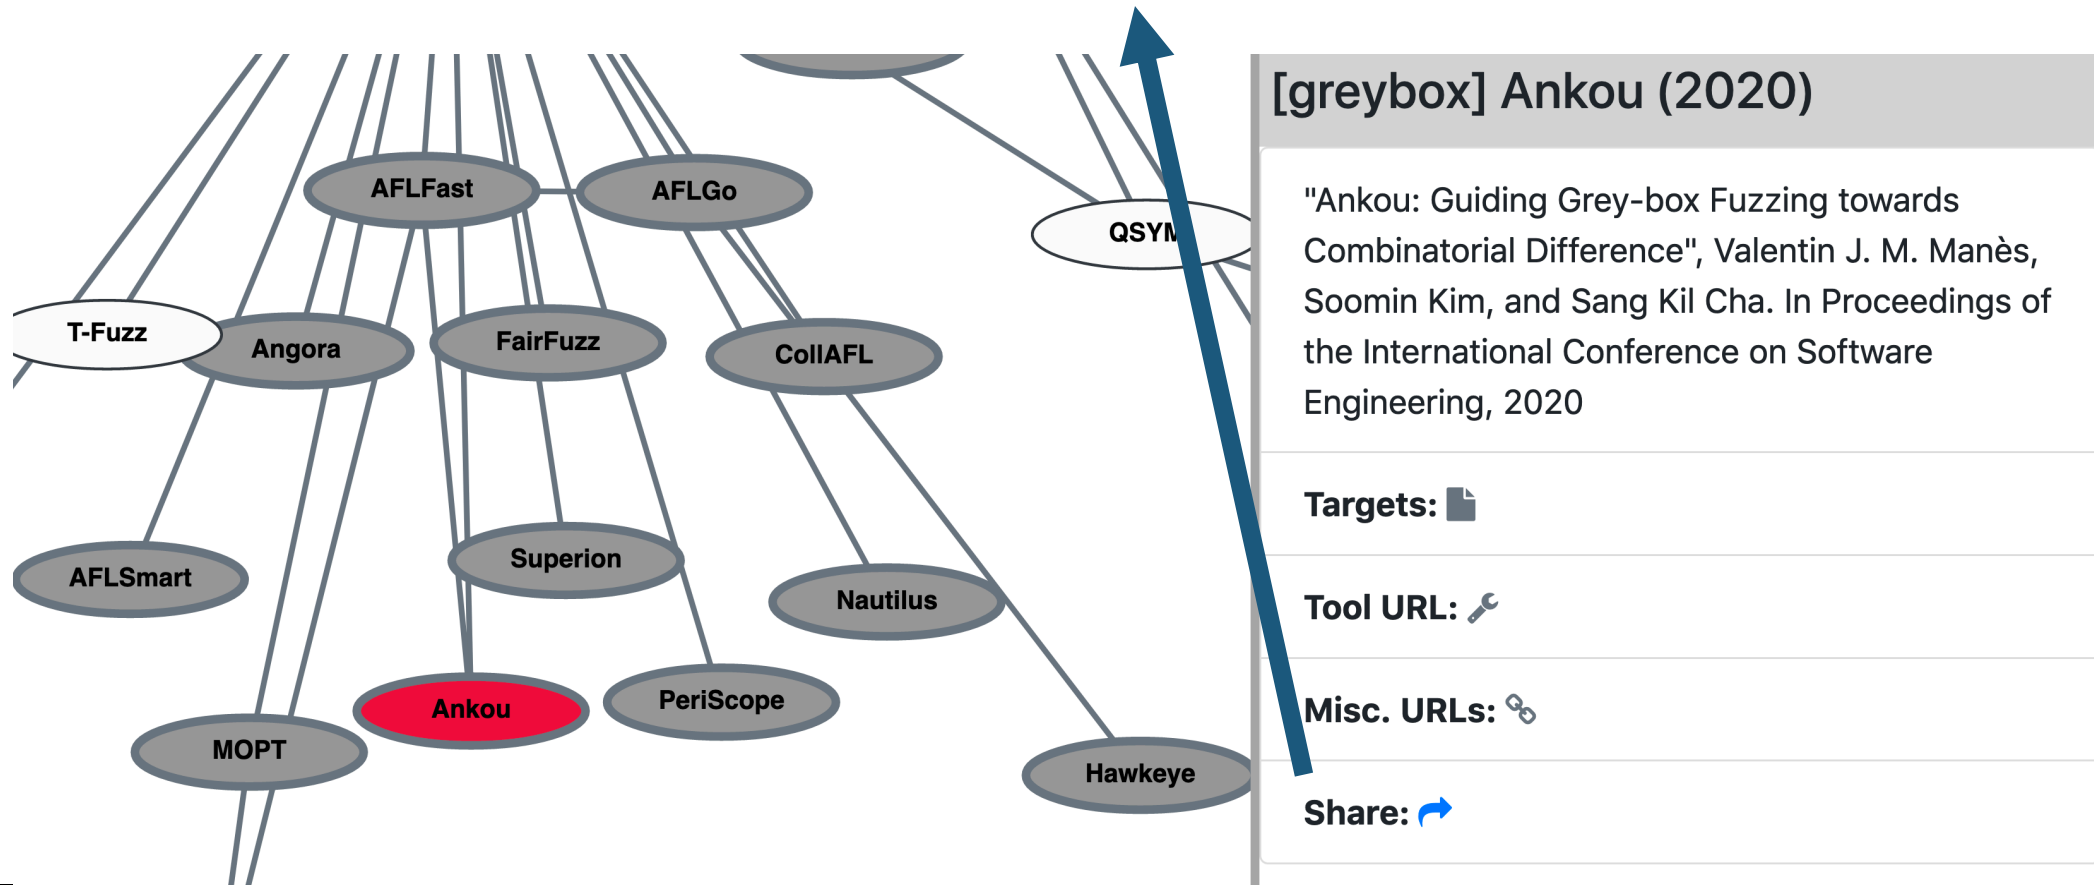 [greybox] Ankou (2020)
"Ankou: Guiding Grey-box Fuzzing towards
Combinatorial Difference", Valentin J. M. Manès,
Soomin Kim, and Sang Kil Cha. In Proceedings of
the International Conference on Software
Engineering, 2020
Targets:
Tool URL:
Misc. URLs:
Share:
AFLFast
AFLGo
QSYM
T-Fuzz
Angora
FairFuzz
CollAFL
AFLSmart
Superion
Nautilus
Ankou
PeriScope
MOPT
Hawkeye